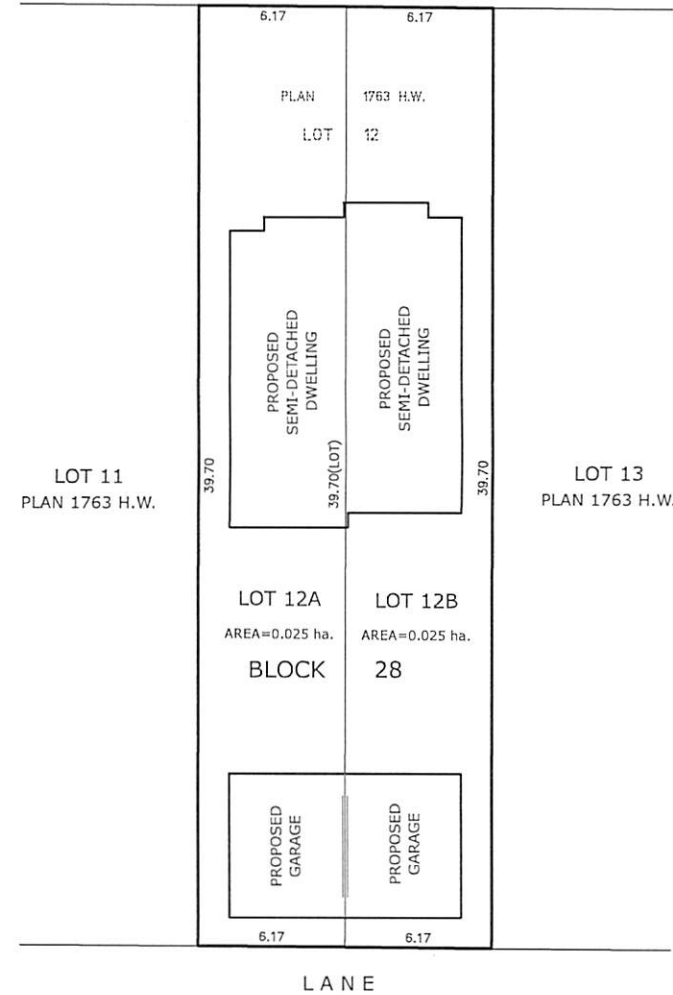 6.17 6.17
PLAN 1763 H.W.
LOT 12
PROPOSED
SEMI-DETACHED
DWELLING
PROPOSED
SEMI-DETACHED
DWELLING
39.70
39.70(LOT)
39.70
LOT 11
PLAN 1763 H.W.
LOT 13
PLAN 1763 H.W.
LOT 12A LOT 12B
AREA=0.025 ha. AREA=0.025 ha.
BLOCK 28
PROPOSED
GARAGE
PROPOSED
GARAGE
6.17 6.17
LANE